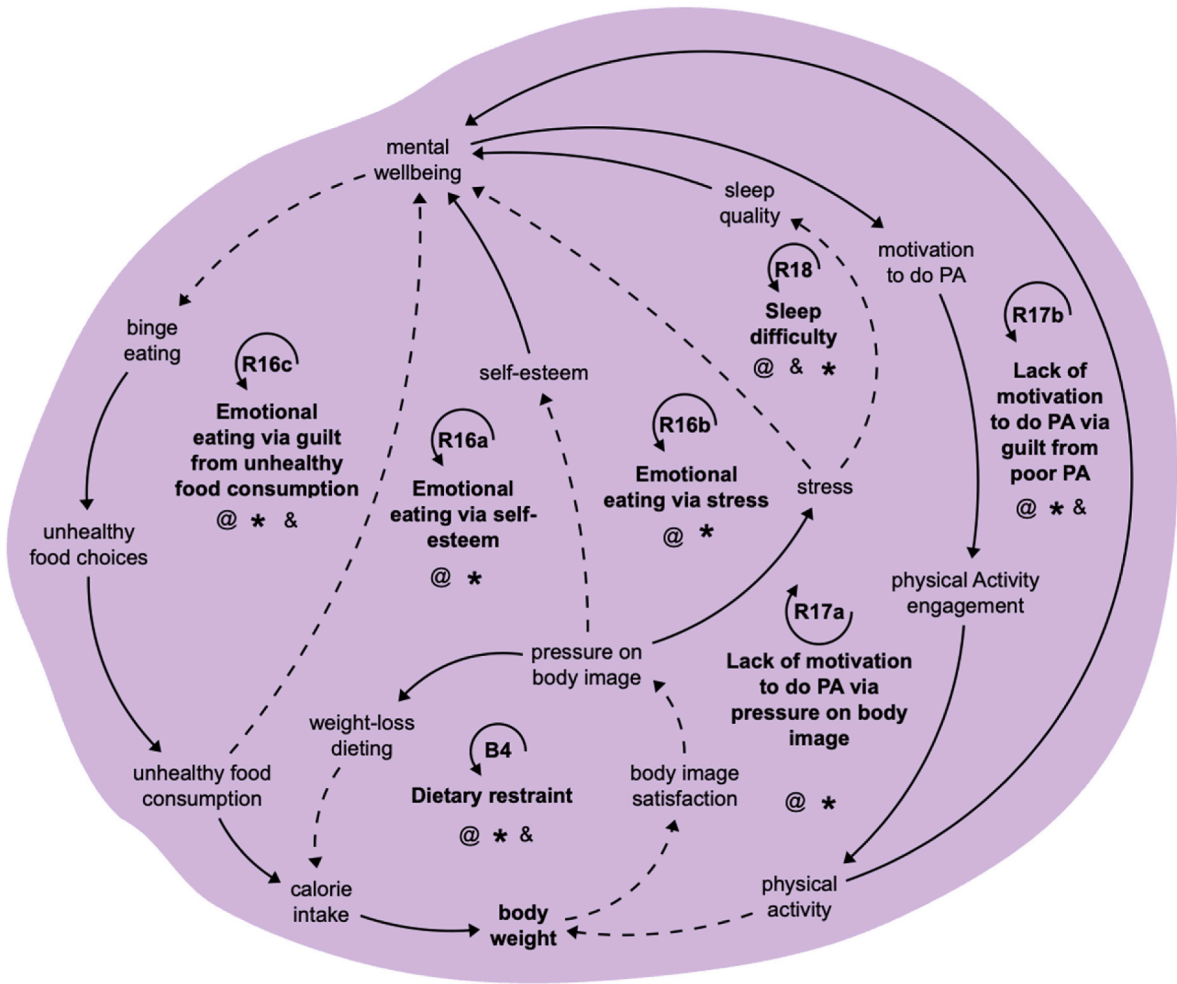 mental
wellbeing
sleep
quality
motivation
to do PA
R18
Sleep
difficulty
@ & *
R17b
Lack of
motivation
to do PA via
guilt from
poor PA
@ * &
binge
eating
R16c
Emotional
eating via guilt
from unhealthy
food consumption
@ * &
self-esteem
R16a
Emotional
eating via self-
esteem
@ *
R16b
Emotional
eating via stress
@ *
stress
unhealthy
food choices
physical Activity
engagement
R17a
Lack of motivation
to do PA via
pressure on body
image
@ *
pressure on
body image
weight-loss
dieting
B4
Dietary restraint
@ * &
body image
satisfaction
unhealthy food
consumption
calorie
intake
body
weight
physical
activity